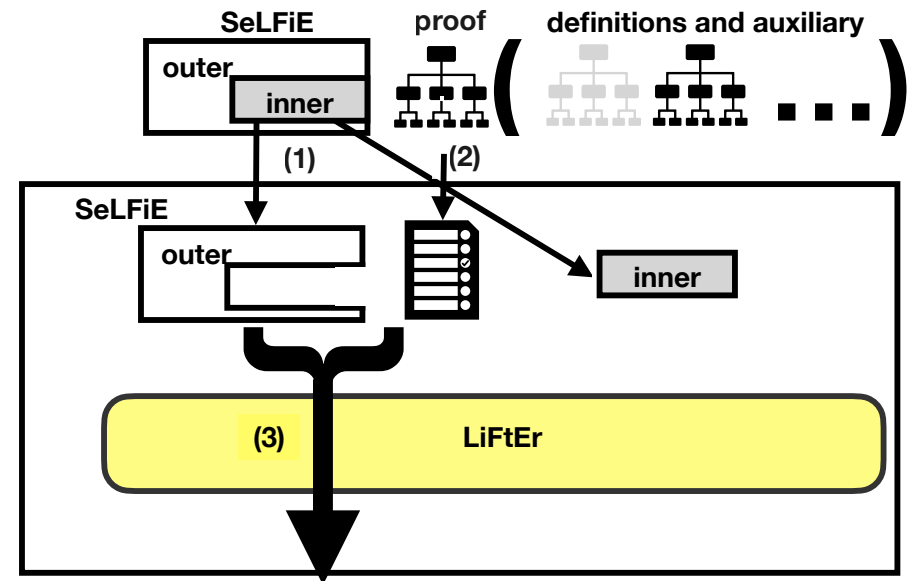 SeLFiE
proof
definitions and auxiliary
outer
inner
(1)
(2)
SeLFiE
outer
inner
(3)
LiFtEr